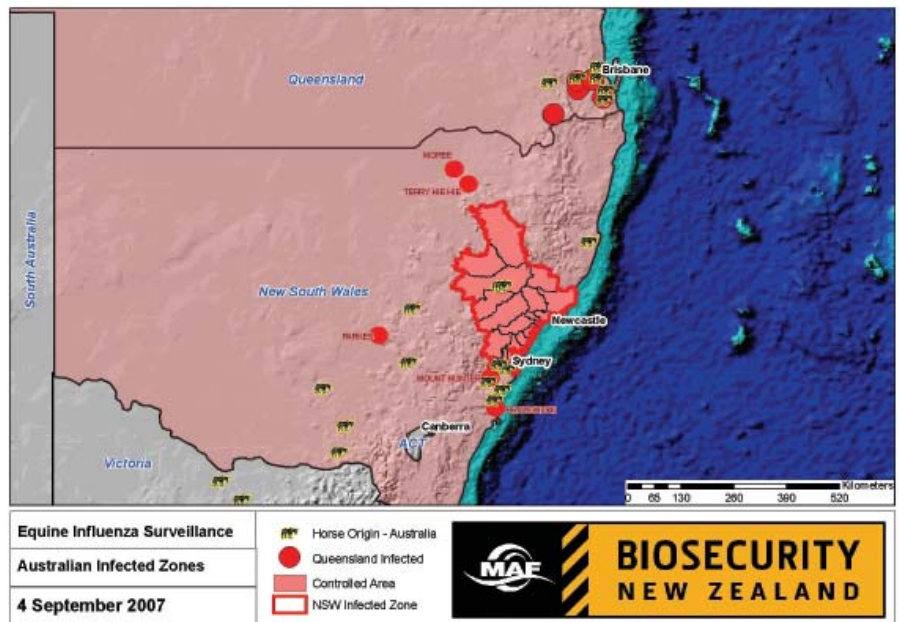 Queensland
Brisbane
MOREE
TERRY HIE HIE
South Australia
New South Wales
Newcastle
PARKES
Sydney
MOUNT HUNTER
Canberra
ACT
Victoria
Kilometers
0 65 130 260 390 520
Equine Influenza Surveillance
Australian Infected Zones
4 September 2007
Horse Origin - Australia
Queensland Infected
Controlled Area
NSW Infected Zone
MAF
BIOSECURITY
NEW ZEALAND